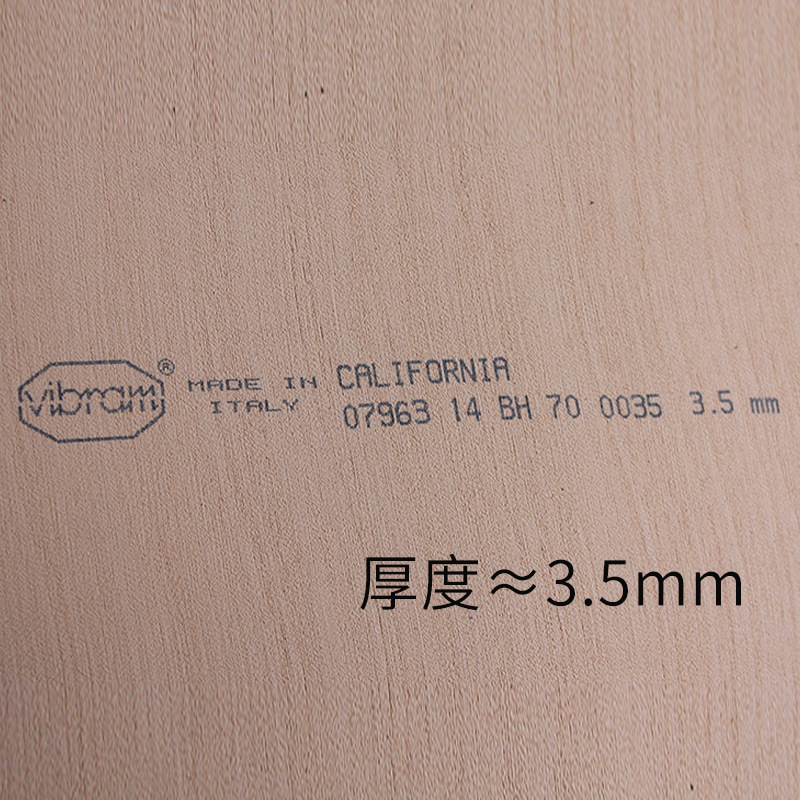 vibram®
MADE IN
ITALY
CALIFORNIA
07963 14 BH 70 0035 3.5 mm
厚度≈3.5mm